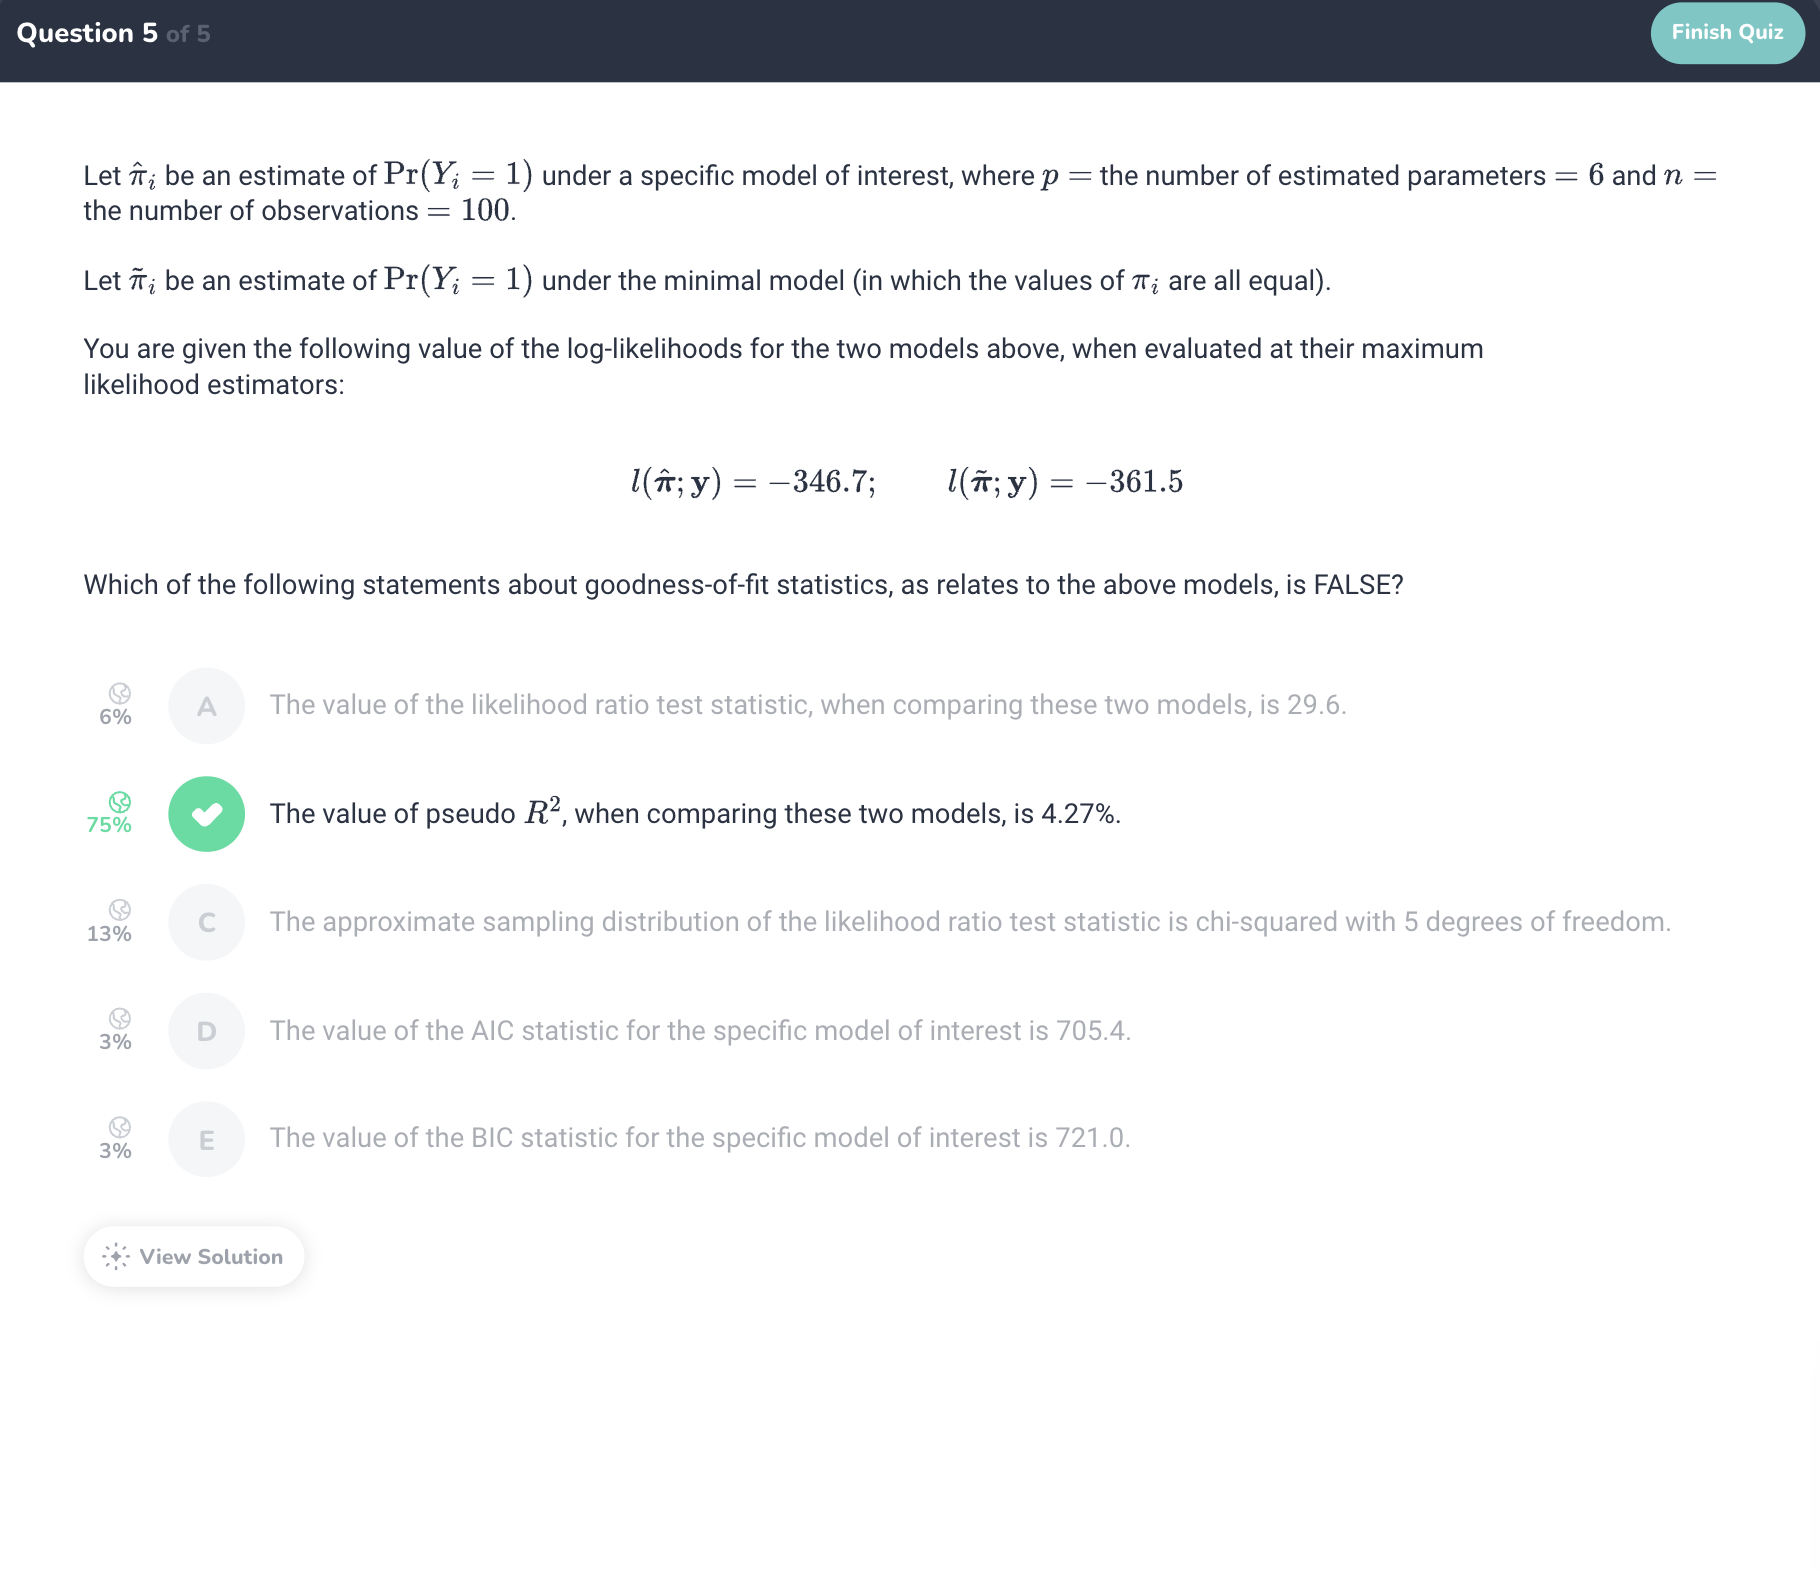 Question 5 of 5
Finish Quiz
Let π̂ᵢ be an estimate of Pr(Yᵢ = 1) under a specific model of interest, where p = the number of estimated parameters = 6 and n =
the number of observations = 100.
Let π̃ᵢ be an estimate of Pr(Yᵢ = 1) under the minimal model (in which the values of πᵢ are all equal).
You are given the following value of the log-likelihoods for the two models above, when evaluated at their maximum
likelihood estimators:
l(π̂; y) = −346.7; l(π̃; y) = −361.5
Which of the following statements about goodness-of-fit statistics, as relates to the above models, is FALSE?
6% A The value of the likelihood ratio test statistic, when comparing these two models, is 29.6.
75% The value of pseudo R², when comparing these two models, is 4.27%.
13% C The approximate sampling distribution of the likelihood ratio test statistic is chi-squared with 5 degrees of freedom.
3% D The value of the AIC statistic for the specific model of interest is 705.4.
3% E The value of the BIC statistic for the specific model of interest is 721.0.
View Solution